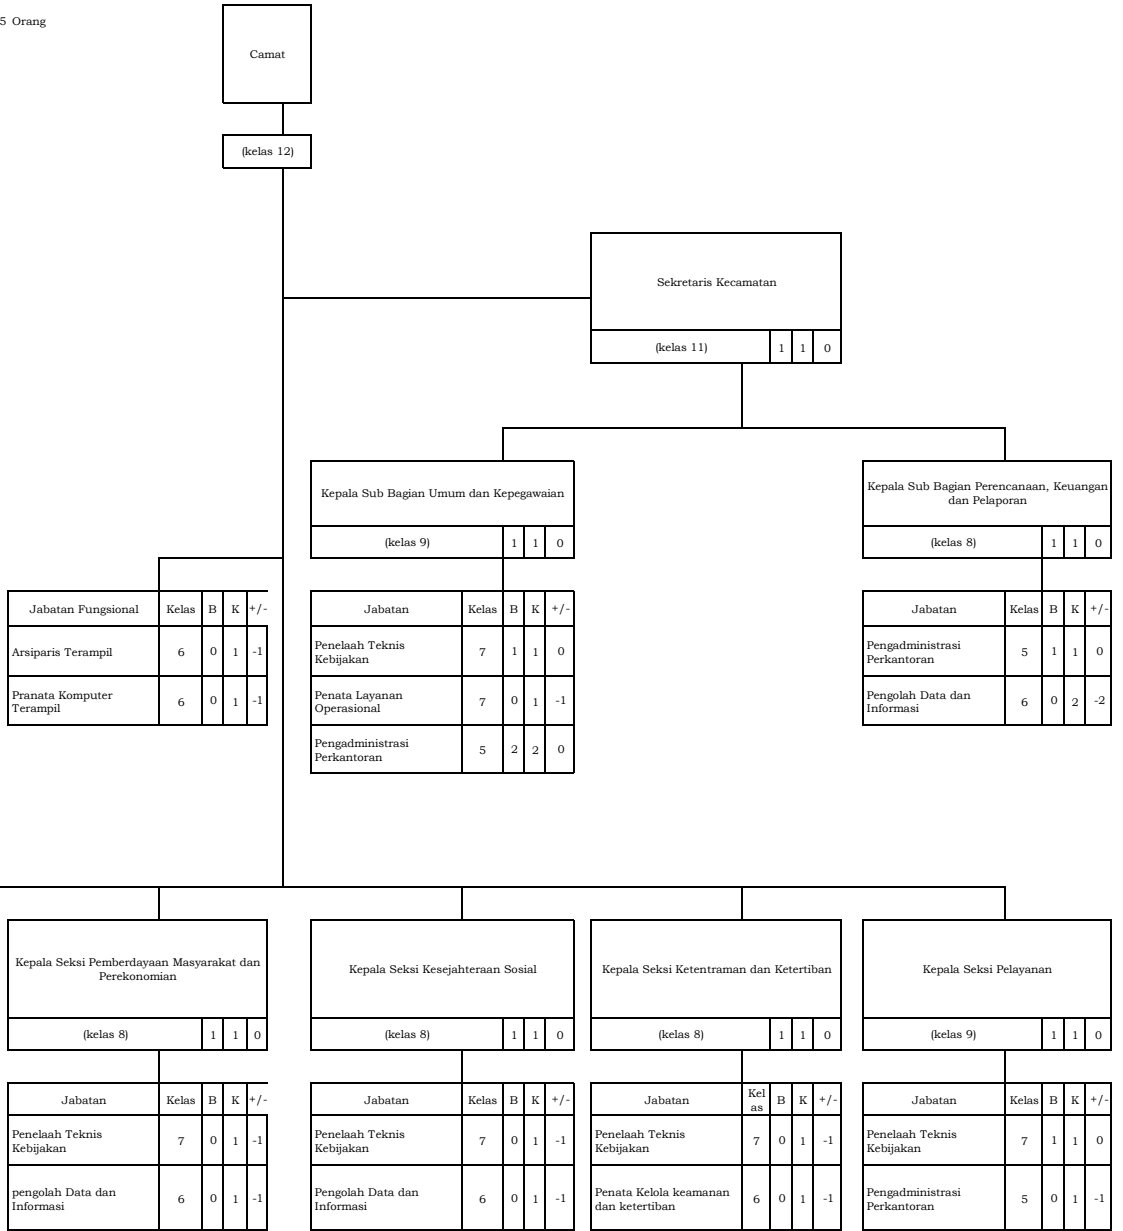 5 Orang
Camat
(kelas 12)
Sekretaris Kecamatan
(kelas 11) 1 1 0
Kepala Sub Bagian Umum dan Kepegawaian
(kelas 9) 1 1 0
Kepala Sub Bagian Perencanaan, Keuangan
dan Pelaporan
(kelas 8) 1 1 0
Jabatan Fungsional Kelas B K +/-
Arsiparis Terampil 6 0 1 -1
Pranata Komputer
Terampil 6 0 1 -1
Jabatan Kelas B K +/-
Penelaah Teknis
Kebijakan 7 1 1 0
Penata Layanan
Operasional 7 0 1 -1
Pengadministrasi
Perkantoran 5 2 2 0
Jabatan Kelas B K +/-
Pengadministrasi
Perkantoran 5 1 1 0
Pengolah Data dan
Informasi 6 0 2 -2
Kepala Seksi Pemberdayaan Masyarakat dan
Perekonomian
(kelas 8) 1 1 0
Jabatan Kelas B K +/-
Penelaah Teknis
Kebijakan 7 0 1 -1
pengolah Data dan
Informasi 6 0 1 -1
Kepala Seksi Kesejahteraan Sosial
(kelas 8) 1 1 0
Jabatan Kelas B K +/-
Penelaah Teknis
Kebijakan 7 0 1 -1
Pengolah Data dan
Informasi 6 0 1 -1
Kepala Seksi Ketentraman dan Ketertiban
(kelas 8) 1 1 0
Jabatan Kel
as B K +/-
Penelaah Teknis
Kebijakan 7 0 1 -1
Penata Kelola keamanan
dan ketertiban 6 0 1 -1
Kepala Seksi Pelayanan
(kelas 9) 1 1 0
Jabatan Kelas B K +/-
Penelaah Teknis
Kebijakan 7 1 1 0
Pengadministrasi
Perkantoran 5 0 1 -1